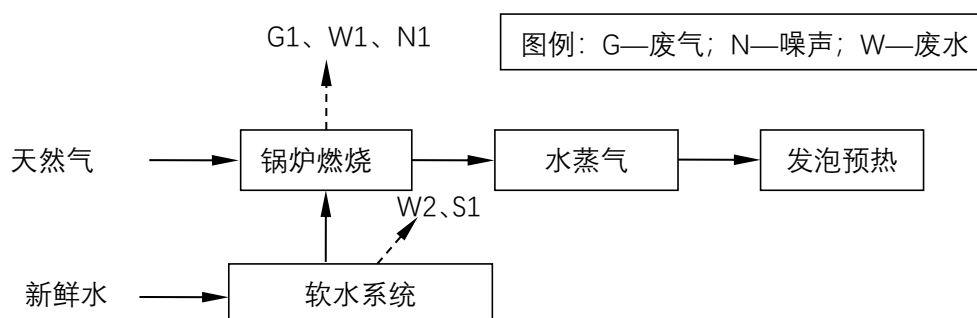 G1、W1、N1
图例：G—废气；N—噪声；W—废水
天然气
锅炉燃烧
水蒸气
发泡预热
W2、S1
新鲜水
软水系统